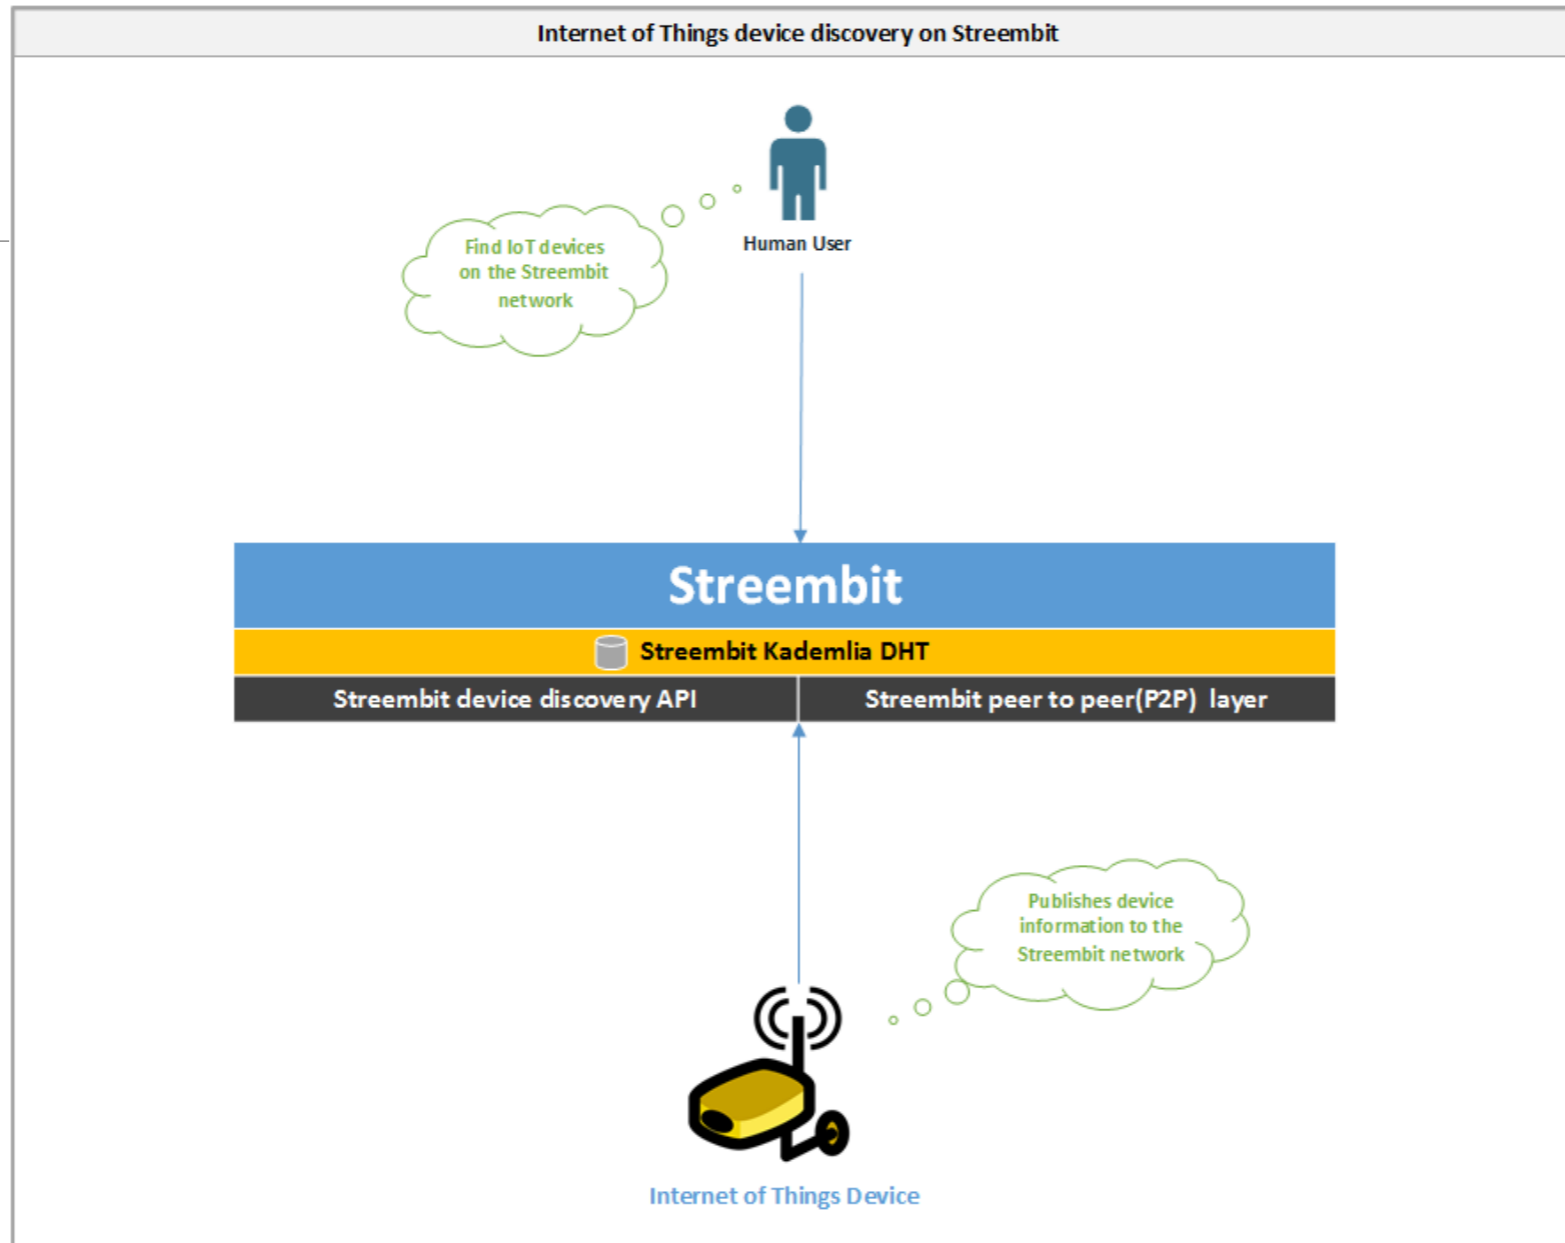 Internet of Things device discovery on Streembit
Human User
Find IoT devices
on the Streembit
network
Streembit
Streembit Kademlia DHT
Streembit device discovery API
Streembit peer to peer(P2P) layer
Publishes device
information to the
Streembit network
Internet of Things Device